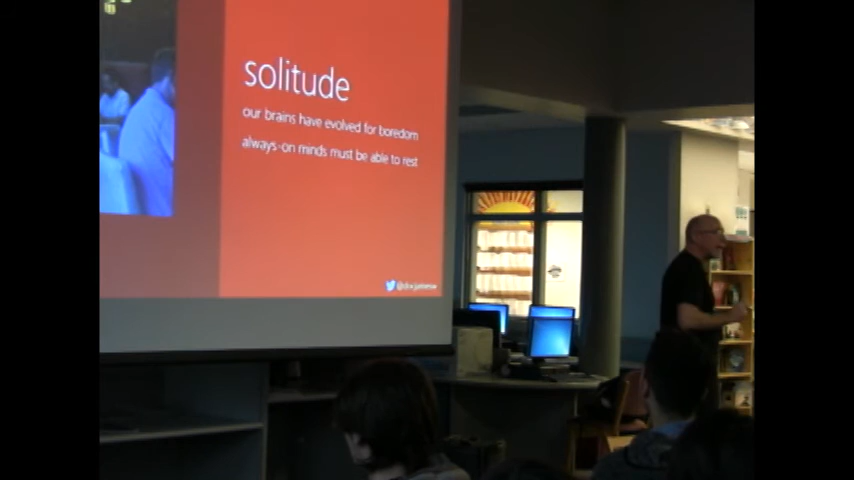 solitude
our brains have evolved for boredom
always-on minds must be able to rest